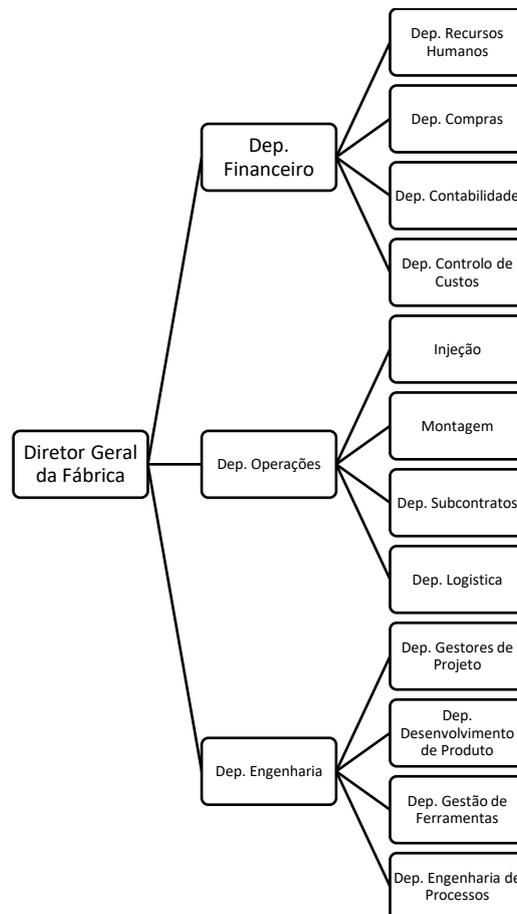 Diretor Geral
da Fábrica
Dep.
Financeiro
Dep. Recursos
Humanos
Dep. Compras
Dep. Contabilidade
Dep. Controlo de
Custos
Dep. Operações
Injeção
Montagem
Dep. Subcontratos
Dep. Logistica
Dep. Engenharia
Dep. Gestores de
Projeto
Dep.
Desenvolvimento
de Produto
Dep. Gestão de
Ferramentas
Dep. Engenharia de
Processos